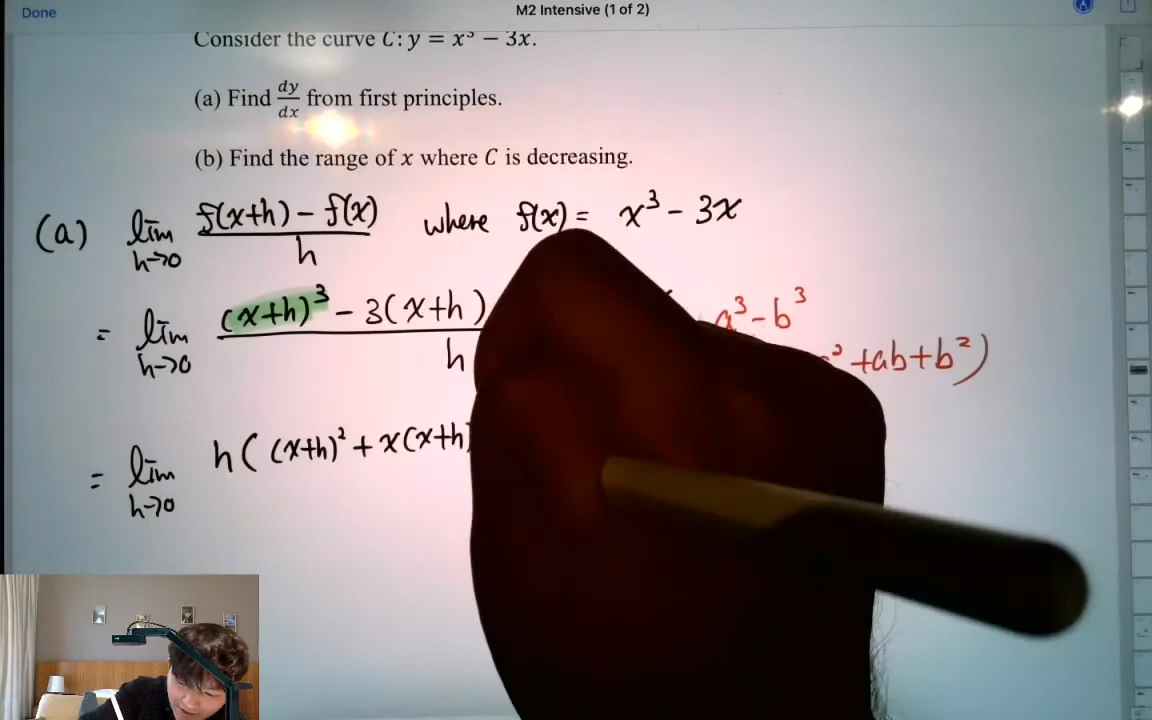 Done
M2 Intensive (1 of 2)
Consider the curve C: y = x³ − 3x.
(a) Find dy/dx from first principles.
(b) Find the range of x where C is decreasing.
(a) lim h→0 f(x+h) − f(x) / h where f(x) = x³ − 3x
= lim h→0 (x+h)³ − 3(x+h) / h
a³ − b³
² + ab + b²)
= lim h→0 h( (x+h)² + x(x+h)